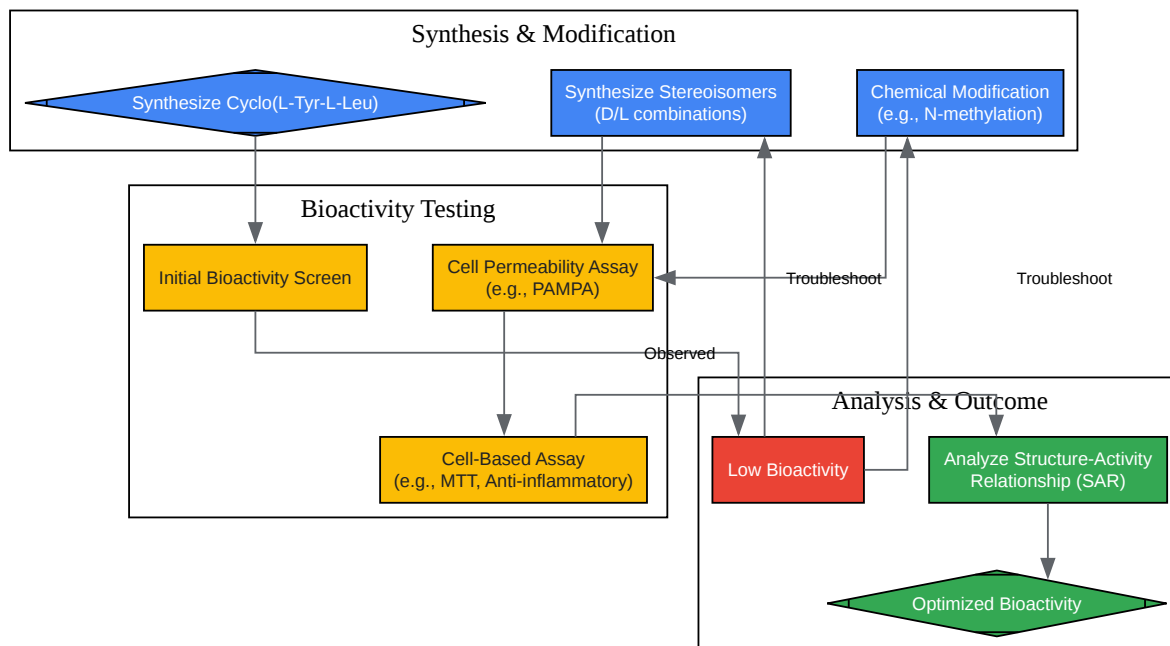 Synthesis & Modification
Synthesize Cyclo(L-Tyr-L-Leu)
Synthesize Stereoisomers
(D/L combinations)
Chemical Modification
(e.g., N-methylation)
Bioactivity Testing
Initial Bioactivity Screen
Cell Permeability Assay
(e.g., PAMPA)
Troubleshoot
Troubleshoot
Observed
Analysis & Outcome
Cell-Based Assay
(e.g., MTT, Anti-inflammatory)
Low Bioactivity
Analyze Structure-Activity
Relationship (SAR)
Optimized Bioactivity